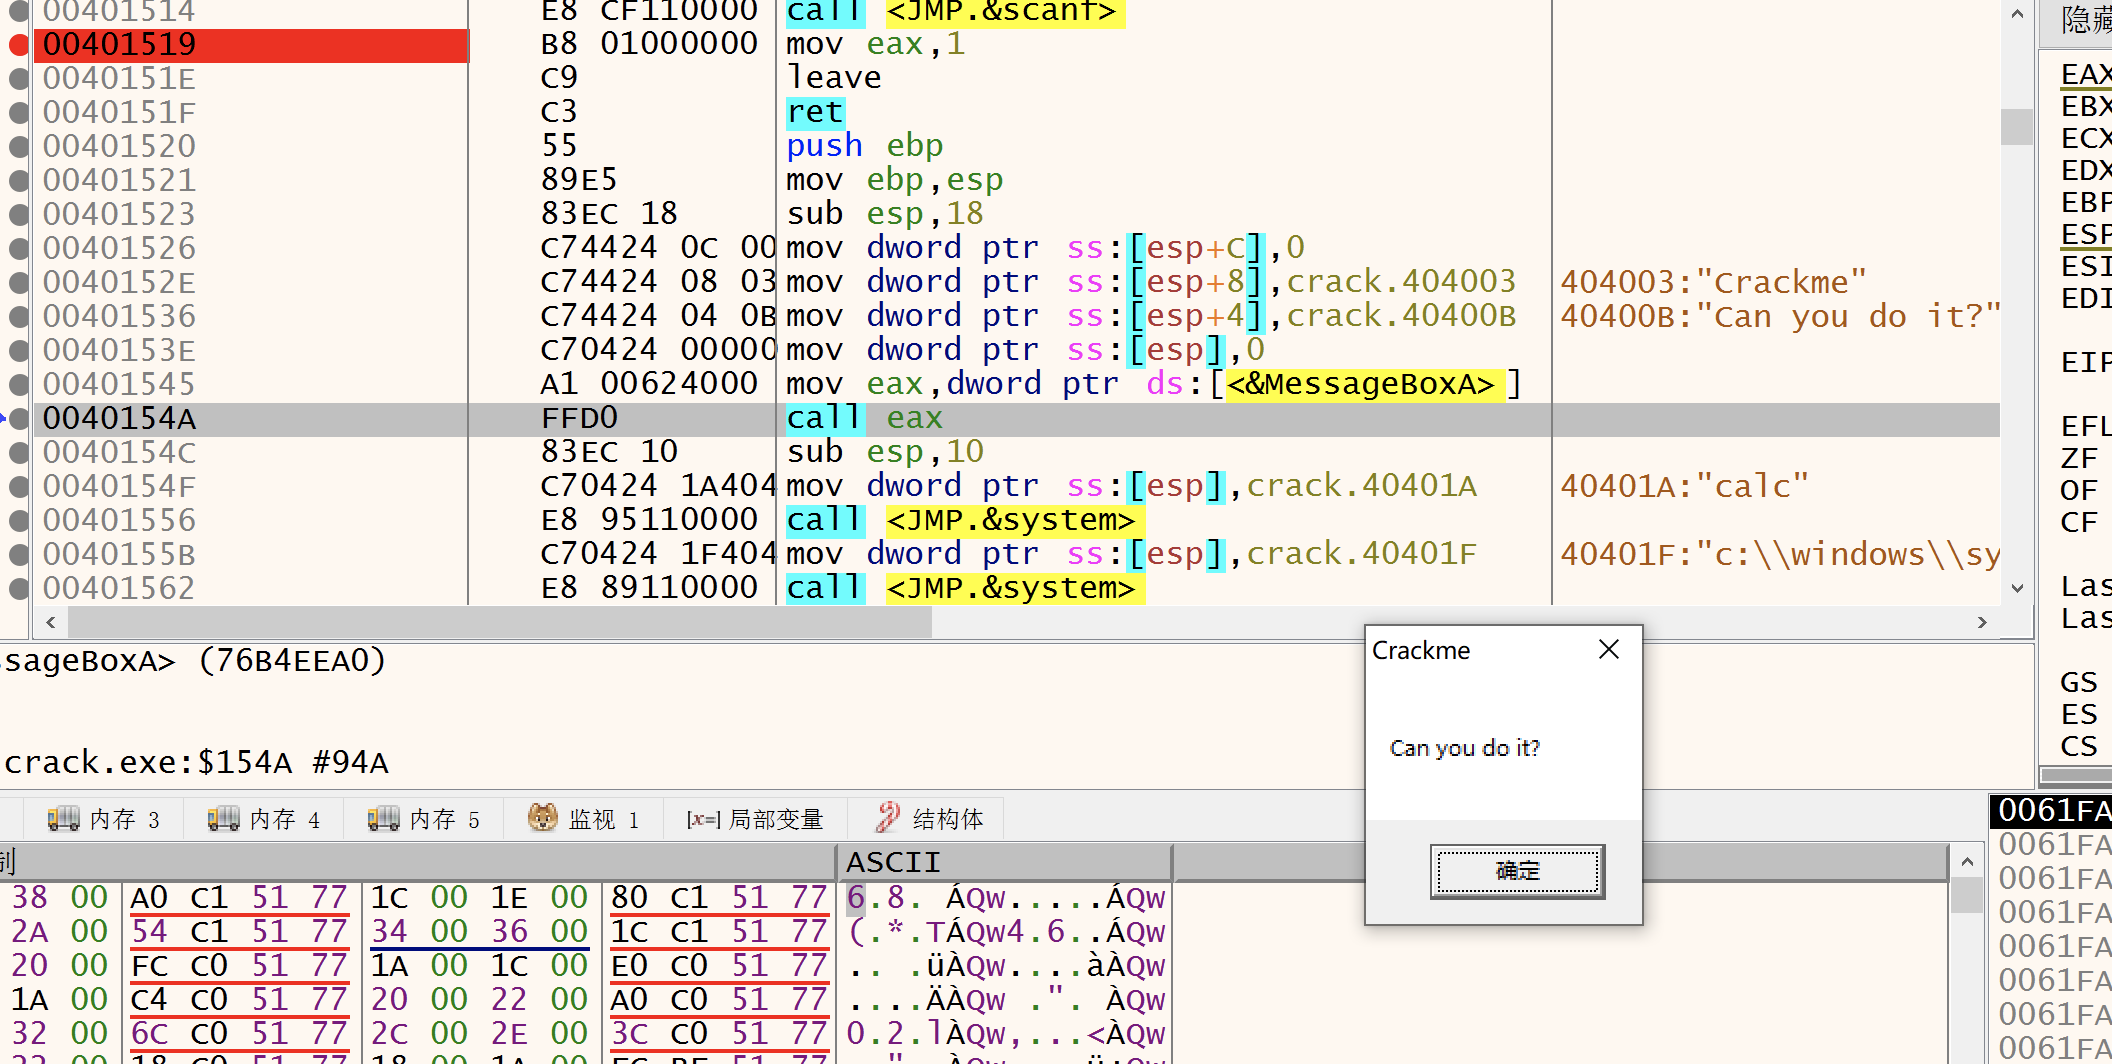 00401514 E8 CF110000 call <JMP.&scanf>
00401519 B8 01000000 mov eax,1
0040151E C9 leave
0040151F C3 ret
00401520 55 push ebp
00401521 89E5 mov ebp,esp
00401523 83EC 18 sub esp,18
00401526 C74424 0C 00 mov dword ptr ss:[esp+C],0
0040152E C74424 08 03 mov dword ptr ss:[esp+8],crack.404003 404003:"Crackme"
00401536 C74424 04 0B mov dword ptr ss:[esp+4],crack.40400B 40400B:"Can you do it?"
0040153E C70424 00000 mov dword ptr ss:[esp],0
00401545 A1 00624000 mov eax,dword ptr ds:[<&MessageBoxA>]
0040154A FFD0 call eax
0040154C 83EC 10 sub esp,10
0040154F C70424 1A404 mov dword ptr ss:[esp],crack.40401A 40401A:"calc"
00401556 E8 95110000 call <JMP.&system>
0040155B C70424 1F404 mov dword ptr ss:[esp],crack.40401F 40401F:"c:\\windows\\sy
00401562 E8 89110000 call <JMP.&system>
隐藏
EAX
EBX
ECX
EDX
EBP
ESP
ESI
EDI
EIP
EFL
ZF
OF
CF
Las
Las
GS
ES
CS
ssageBoxA> (76B4EEA0)
crack.exe:$154A #94A
Crackme
Can you do it?
确定
内存 3 内存 4 内存 5 监视 1 [x=] 局部变量 结构体
制 ASCII
38 00 A0 C1 51 77 1C 00 1E 00 80 C1 51 77 6.8. ÁQw.....ÁQw
2A 00 54 C1 51 77 34 00 36 00 1C C1 51 77 (.*.TÁQw4.6..ÁQw
20 00 FC C0 51 77 1A 00 1C 00 E0 C0 51 77 .. .üÀQw....àÀQw
1A 00 C4 C0 51 77 20 00 22 00 A0 C0 51 77 ....ÄÀQw .". ÀQw
32 00 6C C0 51 77 2C 00 2E 00 3C C0 51 77 0.2.lÀQw,...<ÀQw
0061FA
0061FA
0061FA
0061FA
0061FA
0061FA
0061FA
0061FA